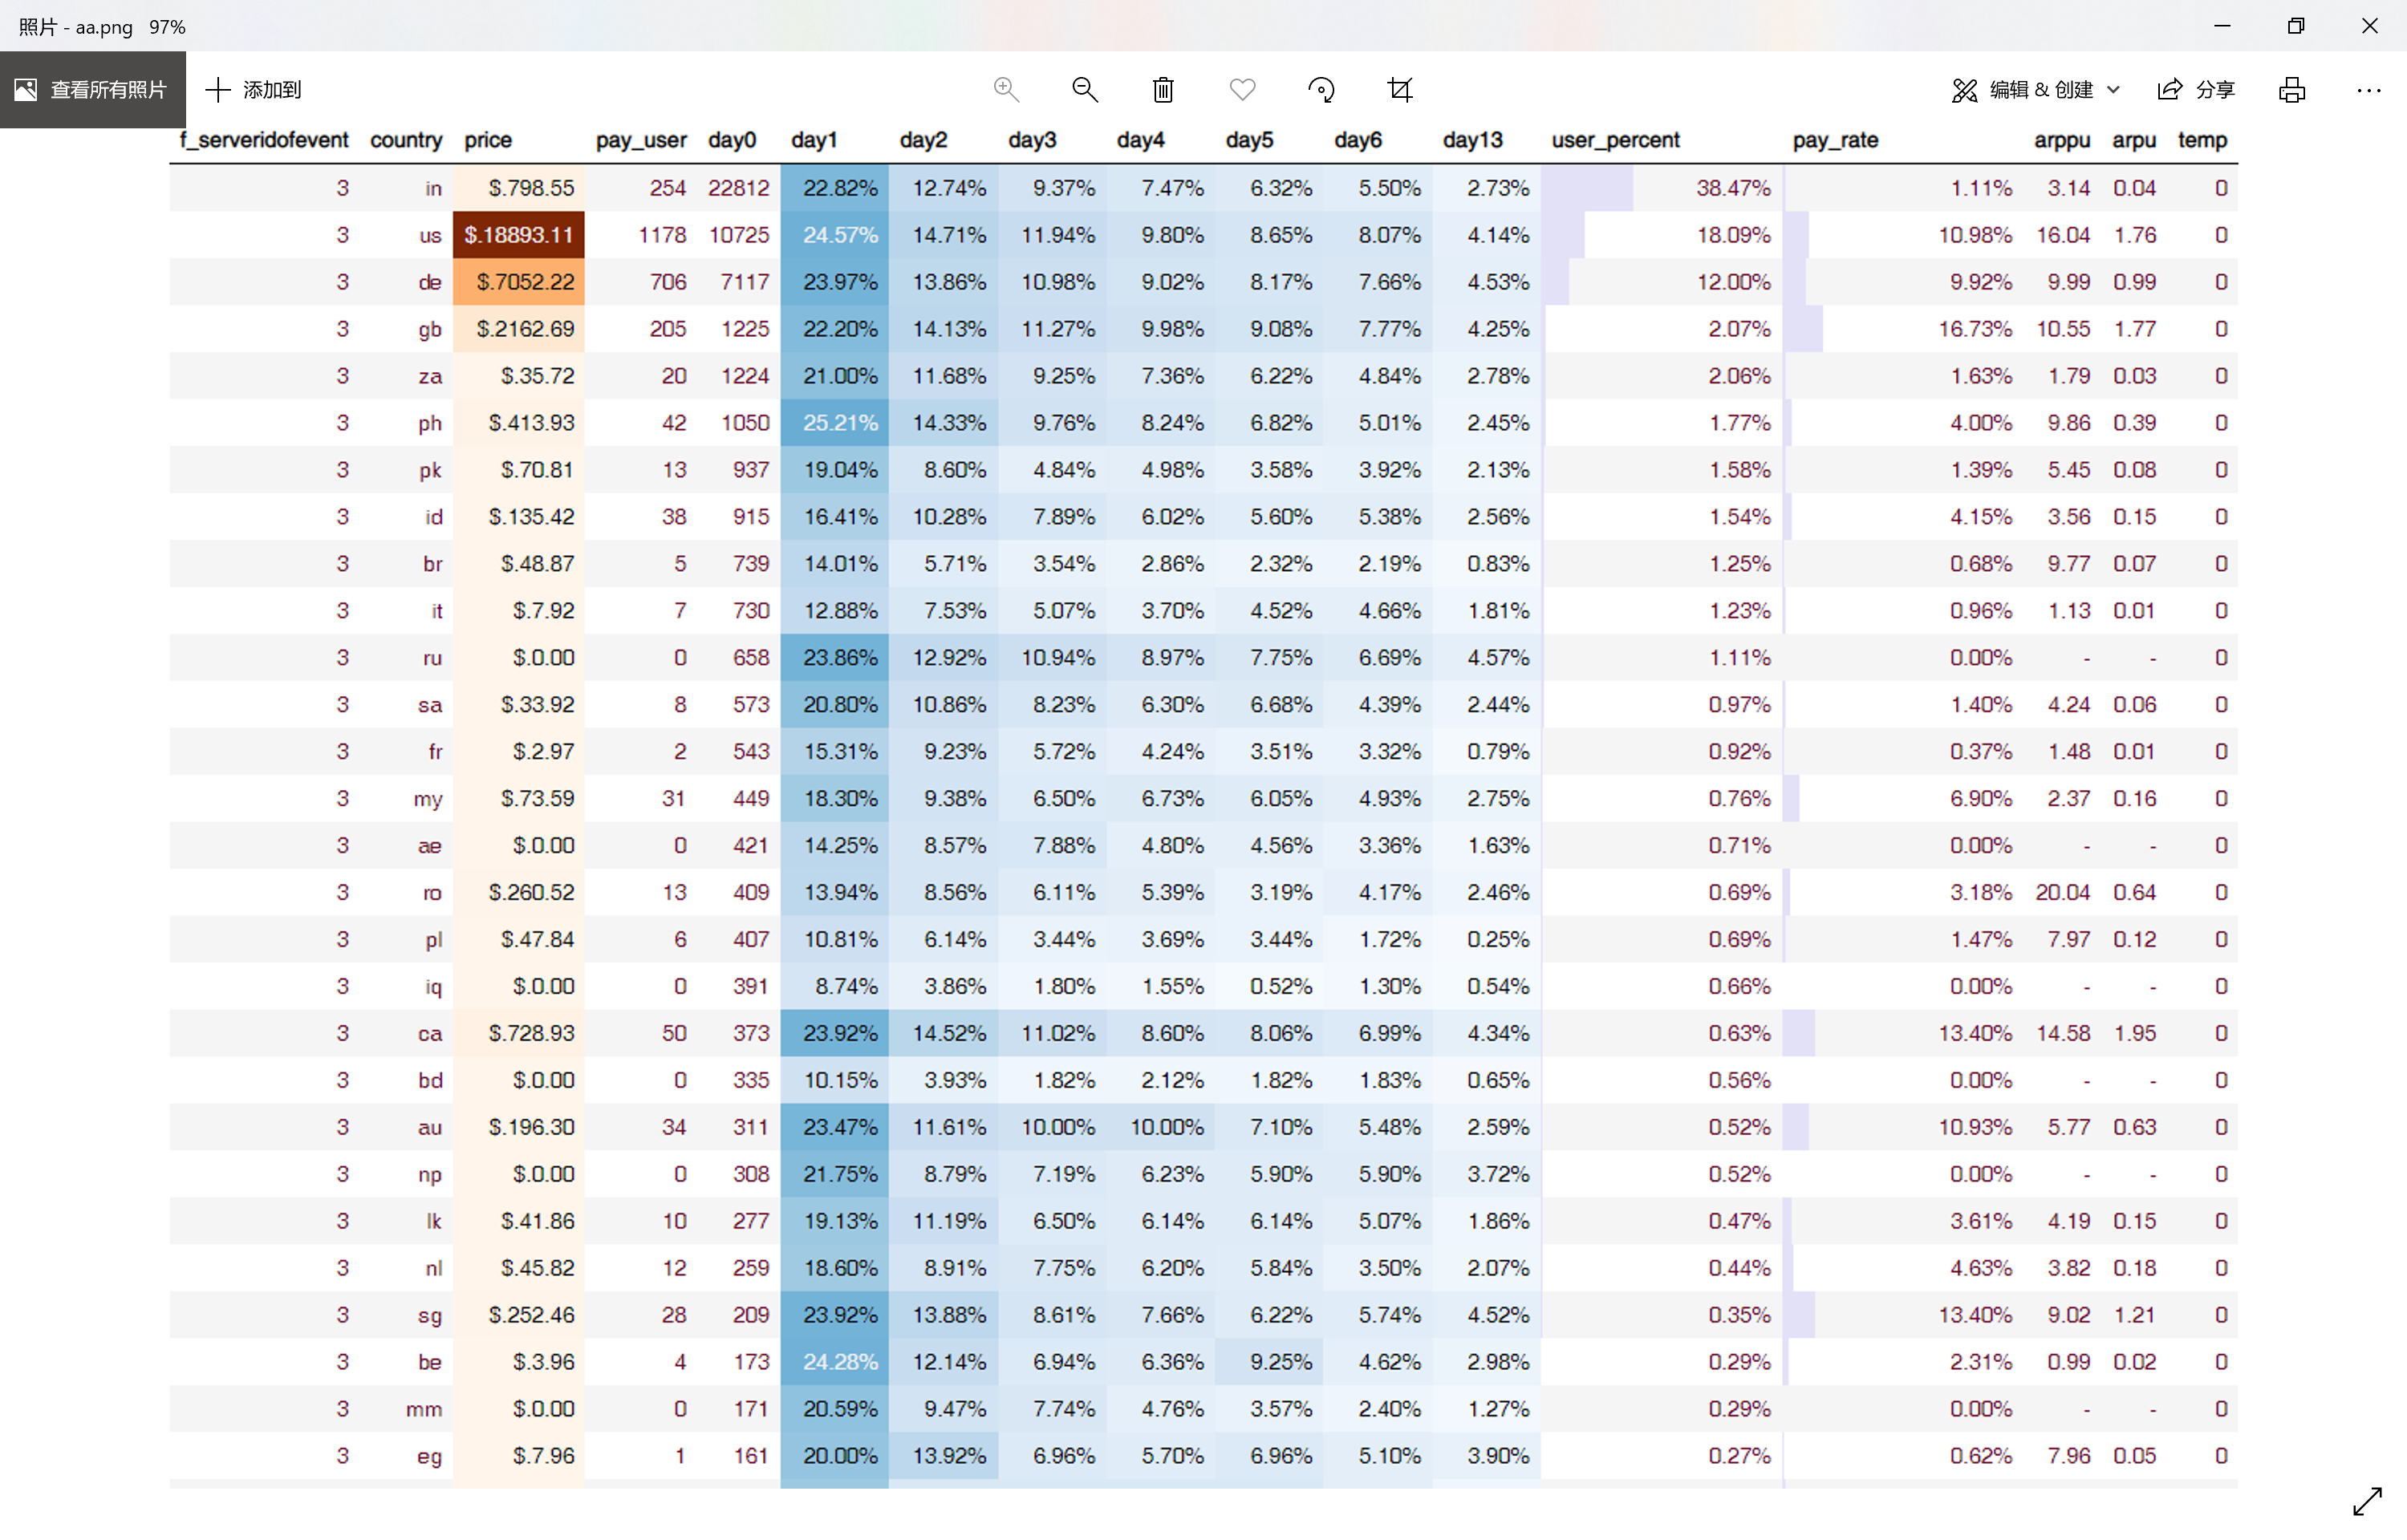 照片 - aa.png 97%
查看所有照片 添加到 编辑 & 创建 分享
f_serveridofevent country price pay_user day0 day1 day2 day3 day4 day5 day6 day13 user_percent pay_rate arppu arpu temp
3 in $.798.55 254 22812 22.82% 12.74% 9.37% 7.47% 6.32% 5.50% 2.73% 38.47% 1.11% 3.14 0.04 0
3 us $.18893.11 1178 10725 24.57% 14.71% 11.94% 9.80% 8.65% 8.07% 4.14% 18.09% 10.98% 16.04 1.76 0
3 de $.7052.22 706 7117 23.97% 13.86% 10.98% 9.02% 8.17% 7.66% 4.53% 12.00% 9.92% 9.99 0.99 0
3 gb $.2162.69 205 1225 22.20% 14.13% 11.27% 9.98% 9.08% 7.77% 4.25% 2.07% 16.73% 10.55 1.77 0
3 za $.35.72 20 1224 21.00% 11.68% 9.25% 7.36% 6.22% 4.84% 2.78% 2.06% 1.63% 1.79 0.03 0
3 ph $.413.93 42 1050 25.21% 14.33% 9.76% 8.24% 6.82% 5.01% 2.45% 1.77% 4.00% 9.86 0.39 0
3 pk $.70.81 13 937 19.04% 8.60% 4.84% 4.98% 3.58% 3.92% 2.13% 1.58% 1.39% 5.45 0.08 0
3 id $.135.42 38 915 16.41% 10.28% 7.89% 6.02% 5.60% 5.38% 2.56% 1.54% 4.15% 3.56 0.15 0
3 br $.48.87 5 739 14.01% 5.71% 3.54% 2.86% 2.32% 2.19% 0.83% 1.25% 0.68% 9.77 0.07 0
3 it $.7.92 7 730 12.88% 7.53% 5.07% 3.70% 4.52% 4.66% 1.81% 1.23% 0.96% 1.13 0.01 0
3 ru $.0.00 0 658 23.86% 12.92% 10.94% 8.97% 7.75% 6.69% 4.57% 1.11% 0.00% - - 0
3 sa $.33.92 8 573 20.80% 10.86% 8.23% 6.30% 6.68% 4.39% 2.44% 0.97% 1.40% 4.24 0.06 0
3 fr $.2.97 2 543 15.31% 9.23% 5.72% 4.24% 3.51% 3.32% 0.79% 0.92% 0.37% 1.48 0.01 0
3 my $.73.59 31 449 18.30% 9.38% 6.50% 6.73% 6.05% 4.93% 2.75% 0.76% 6.90% 2.37 0.16 0
3 ae $.0.00 0 421 14.25% 8.57% 7.88% 4.80% 4.56% 3.36% 1.63% 0.71% 0.00% - - 0
3 ro $.260.52 13 409 13.94% 8.56% 6.11% 5.39% 3.19% 4.17% 2.46% 0.69% 3.18% 20.04 0.64 0
3 pl $.47.84 6 407 10.81% 6.14% 3.44% 3.69% 3.44% 1.72% 0.25% 0.69% 1.47% 7.97 0.12 0
3 iq $.0.00 0 391 8.74% 3.86% 1.80% 1.55% 0.52% 1.30% 0.54% 0.66% 0.00% - - 0
3 ca $.728.93 50 373 23.92% 14.52% 11.02% 8.60% 8.06% 6.99% 4.34% 0.63% 13.40% 14.58 1.95 0
3 bd $.0.00 0 335 10.15% 3.93% 1.82% 2.12% 1.82% 1.83% 0.65% 0.56% 0.00% - - 0
3 au $.196.30 34 311 23.47% 11.61% 10.00% 10.00% 7.10% 5.48% 2.59% 0.52% 10.93% 5.77 0.63 0
3 np $.0.00 0 308 21.75% 8.79% 7.19% 6.23% 5.90% 5.90% 3.72% 0.52% 0.00% - - 0
3 lk $.41.86 10 277 19.13% 11.19% 6.50% 6.14% 6.14% 5.07% 1.86% 0.47% 3.61% 4.19 0.15 0
3 nl $.45.82 12 259 18.60% 8.91% 7.75% 6.20% 5.84% 3.50% 2.07% 0.44% 4.63% 3.82 0.18 0
3 sg $.252.46 28 209 23.92% 13.88% 8.61% 7.66% 6.22% 5.74% 4.52% 0.35% 13.40% 9.02 1.21 0
3 be $.3.96 4 173 24.28% 12.14% 6.94% 6.36% 9.25% 4.62% 2.98% 0.29% 2.31% 0.99 0.02 0
3 mm $.0.00 0 171 20.59% 9.47% 7.74% 4.76% 3.57% 2.40% 1.27% 0.29% 0.00% - - 0
3 eg $.7.96 1 161 20.00% 13.92% 6.96% 5.70% 6.96% 5.10% 3.90% 0.27% 0.62% 7.96 0.05 0